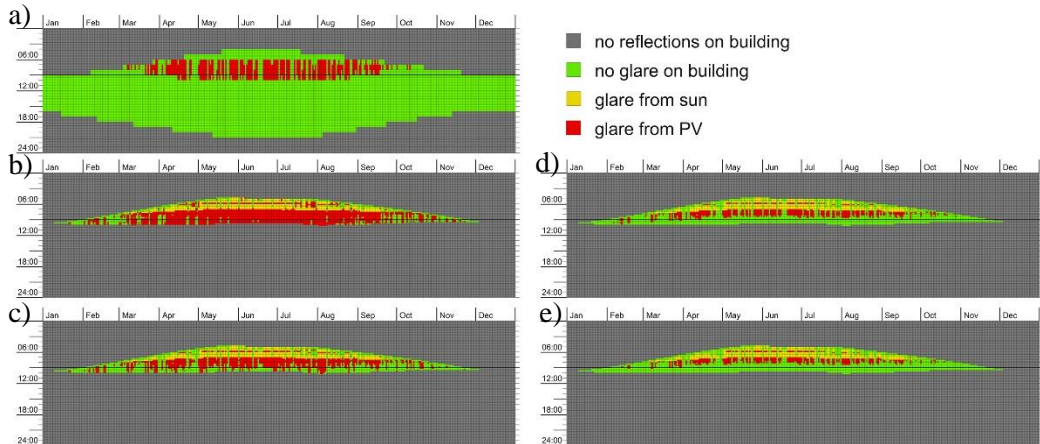 a)
Jan Feb Mar Apr May Jun Jul Aug Sep Oct Nov Dec
06:00
12:00
18:00
24:00
no reflections on building
no glare on building
glare from sun
glare from PV
b)
Jan Feb Mar Apr May Jun Jul Aug Sep Oct Nov Dec
06:00
12:00
18:00
24:00
d)
Jan Feb Mar Apr May Jun Jul Aug Sep Oct Nov Dec
06:00
12:00
18:00
24:00
c)
Jan Feb Mar Apr May Jun Jul Aug Sep Oct Nov Dec
06:00
12:00
18:00
24:00
e)
Jan Feb Mar Apr May Jun Jul Aug Sep Oct Nov Dec
06:00
12:00
18:00
24:00